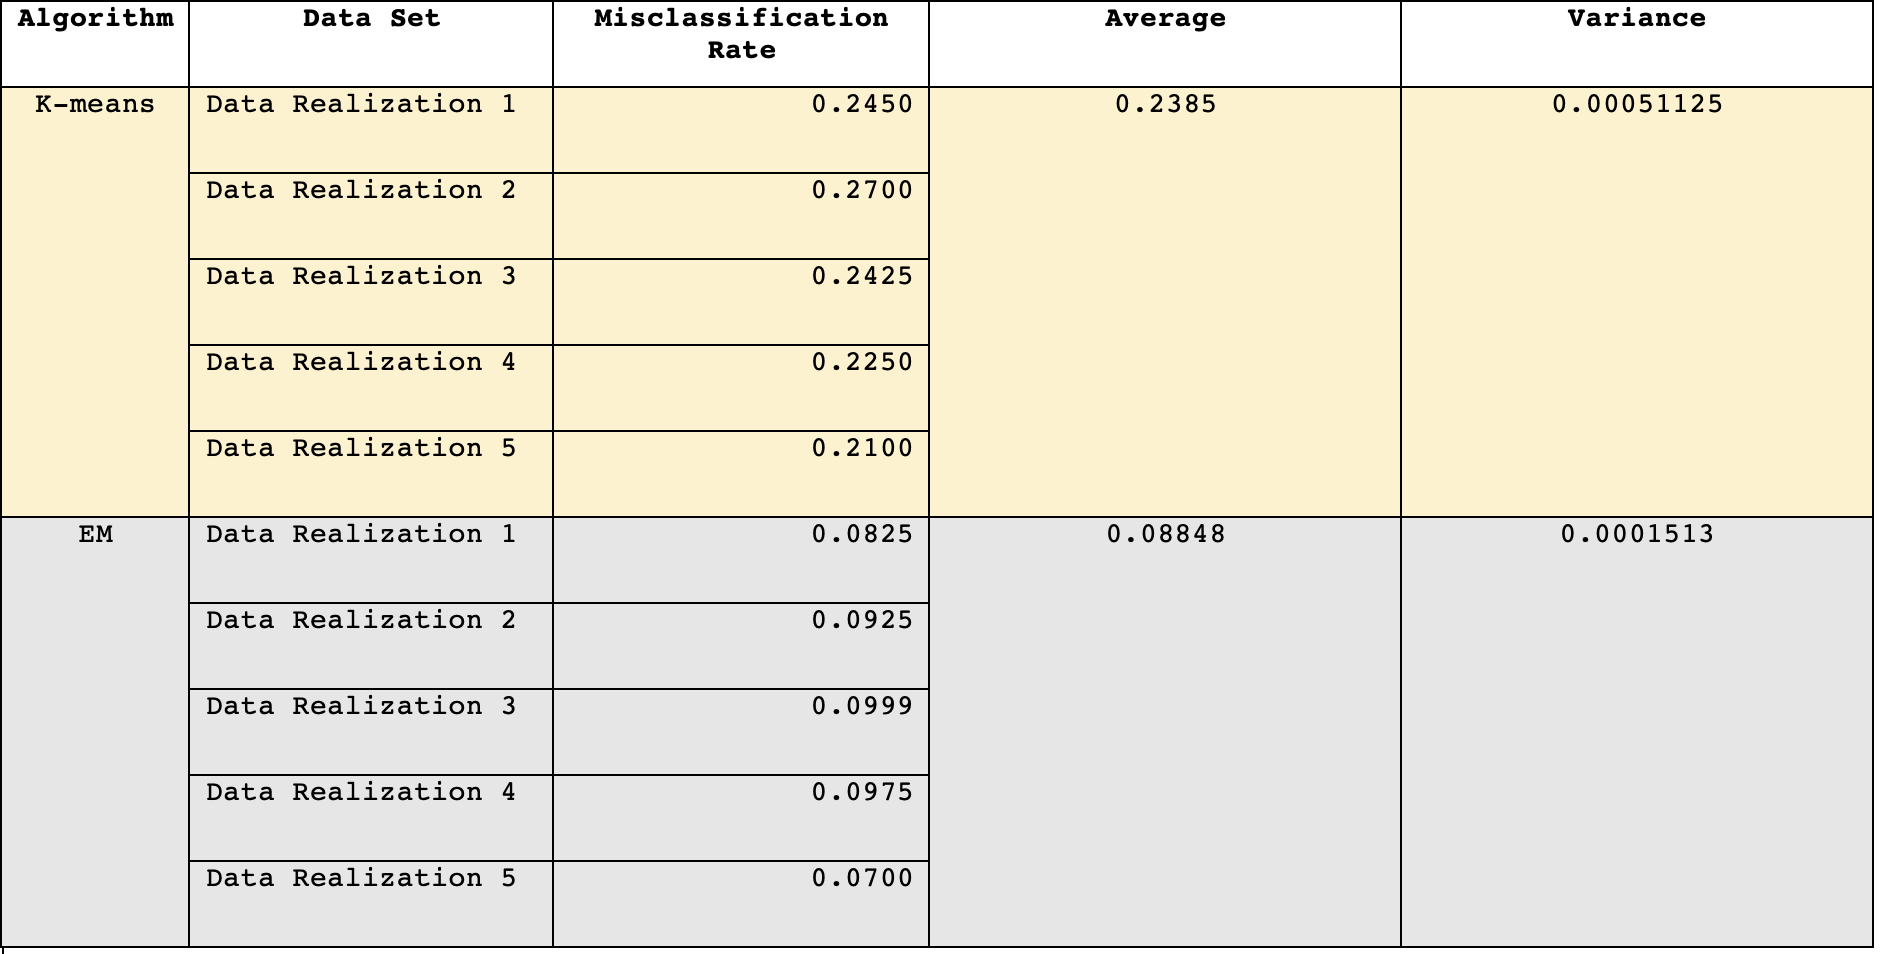 Algorithm Data Set Misclassification Average Variance
Rate
K-means Data Realization 1 0.2450 0.2385 0.00051125
Data Realization 2 0.2700
Data Realization 3 0.2425
Data Realization 4 0.2250
Data Realization 5 0.2100
EM Data Realization 1 0.0825 0.08848 0.0001513
Data Realization 2 0.0925
Data Realization 3 0.0999
Data Realization 4 0.0975
Data Realization 5 0.0700